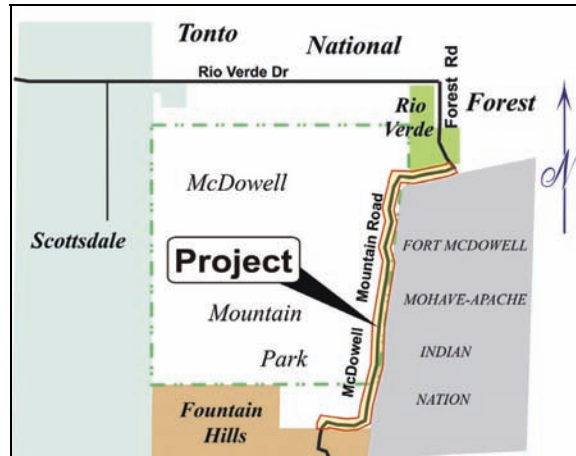 Tonto
National
Forest
Rio Verde Dr
Forest Rd
Rio
Verde
N
McDowell
Mountain
Park
Scottsdale
Project
McDowell Mountain Road
FORT MCDOWELL
MOHAVE-APACHE
INDIAN
NATION
Fountain
Hills